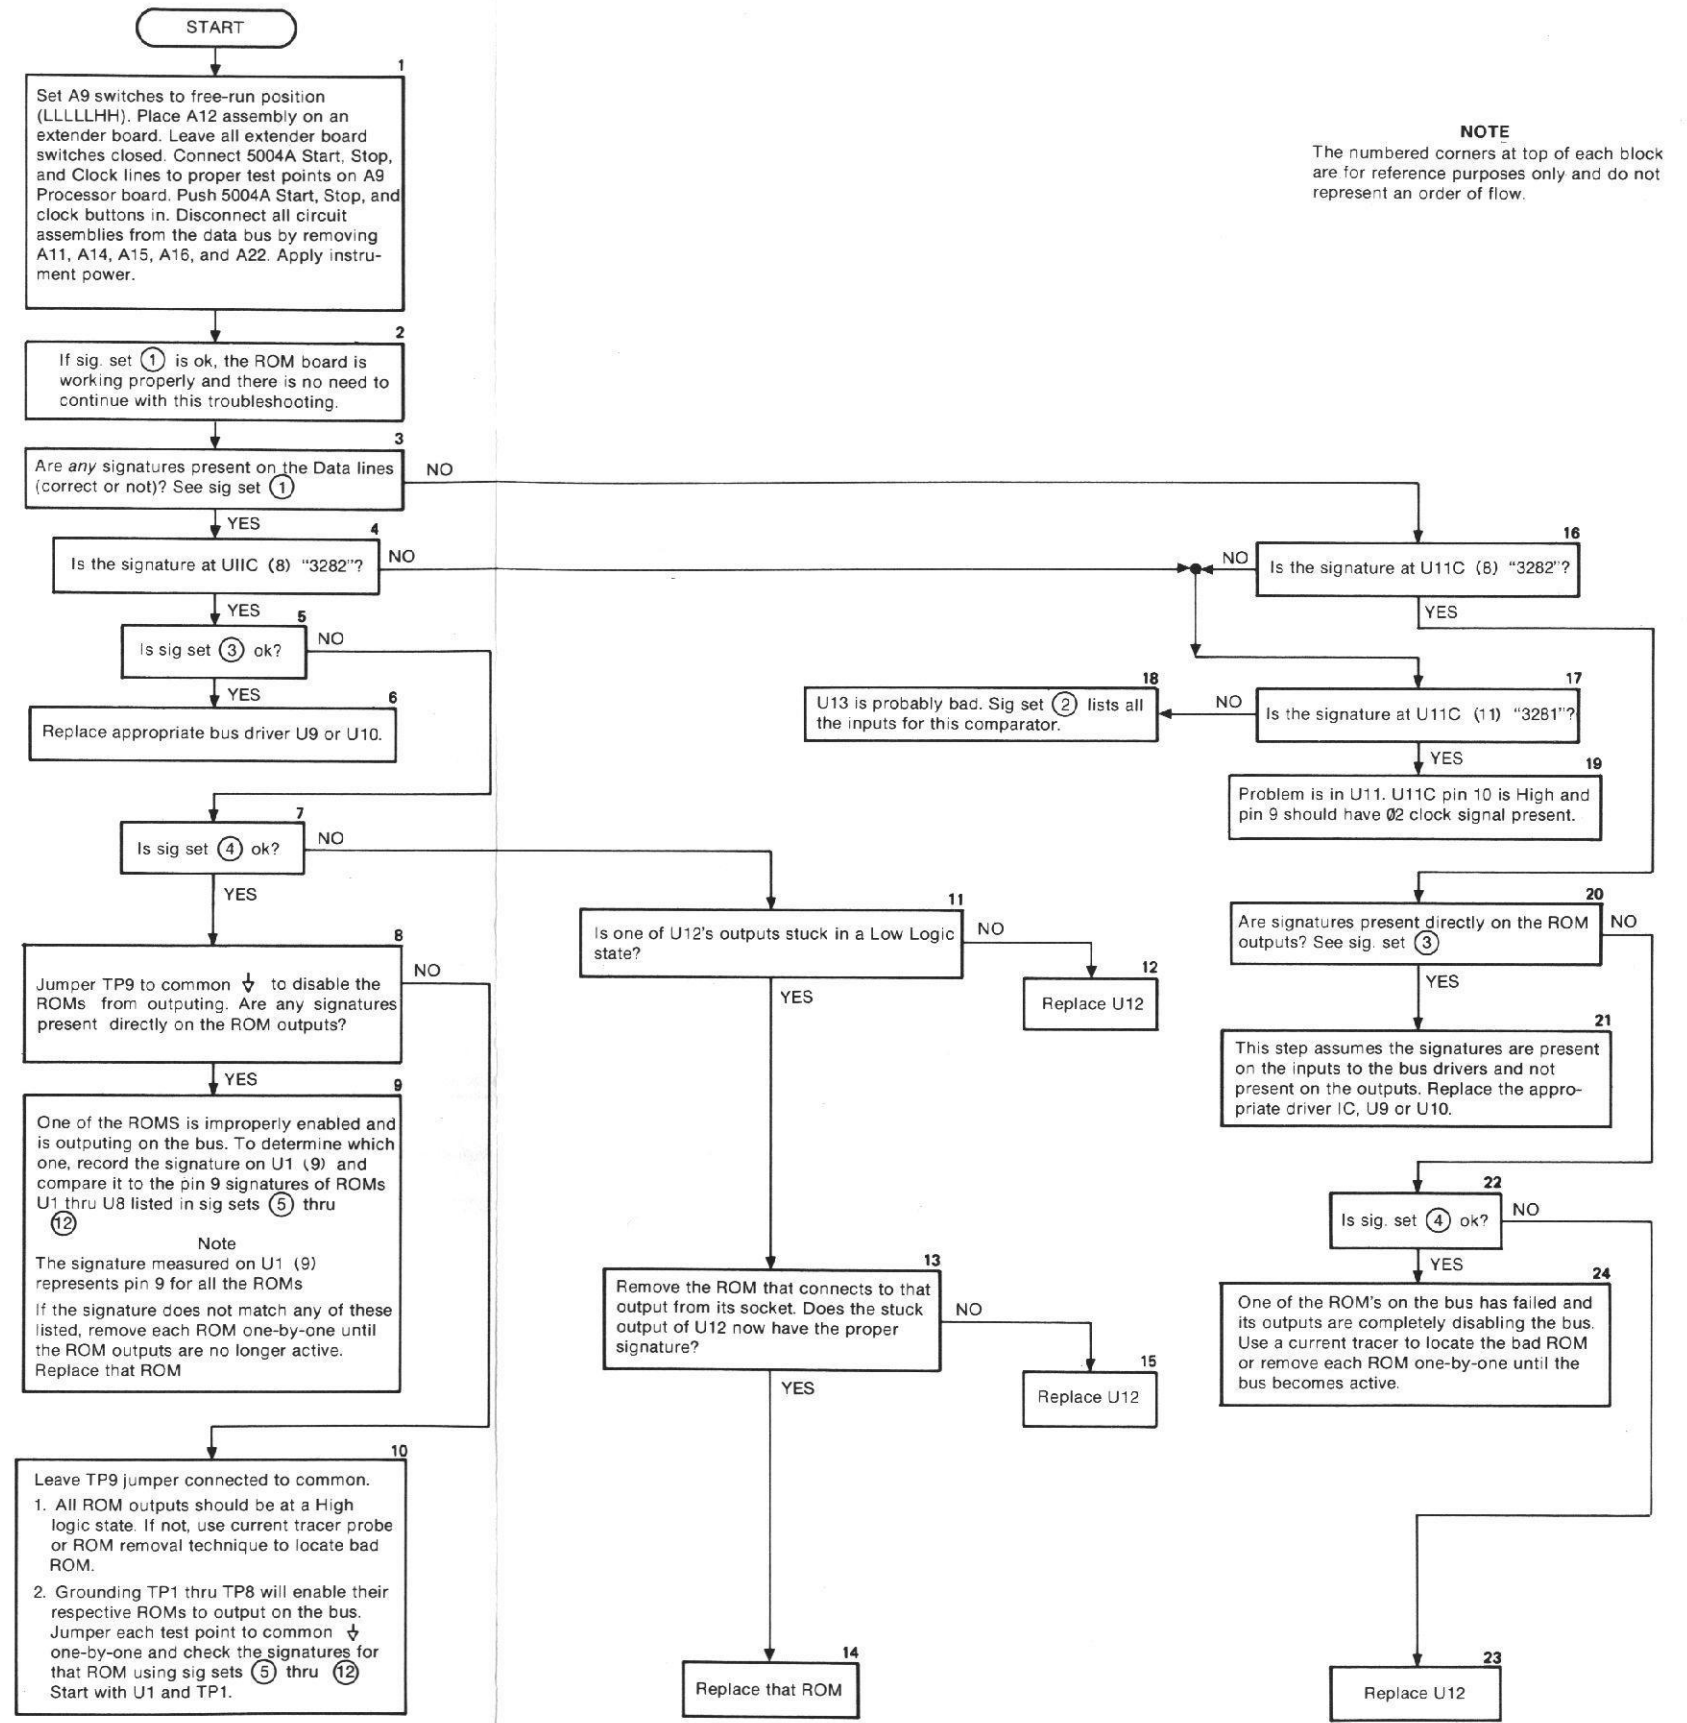 START
1
Set A9 switches to free-run position
(LLLLLHH). Place A12 assembly on an
extender board. Leave all extender board
switches closed. Connect 5004A Start, Stop,
and Clock lines to proper test points on A9
Processor board. Push 5004A Start, Stop, and
clock buttons in. Disconnect all circuit
assemblies from the data bus by removing
A11, A14, A15, A16, and A22. Apply instru-
ment power.
NOTE
The numbered corners at top of each block
are for reference purposes only and do not
represent an order of flow.
2
If sig. set 1 is ok, the ROM board is
working properly and there is no need to
continue with this troubleshooting.
3
Are any signatures present on the Data lines
(correct or not)? See sig set 1
NO
YES
4
Is the signature at UIIC (8) "3282"?
NO
YES
5
Is sig set 3 ok?
NO
YES
6
Replace appropriate bus driver U9 or U10.
7
Is sig set 4 ok?
NO
YES
8
Jumper TP9 to common to disable the
ROMs from outputing. Are any signatures
present directly on the ROM outputs?
NO
YES
9
One of the ROMS is improperly enabled and
is outputing on the bus. To determine which
one, record the signature on U1 (9) and
compare it to the pin 9 signatures of ROMs
U1 thru U8 listed in sig sets 5 thru
12
Note
The signature measured on U1 (9)
represents pin 9 for all the ROMs
If the signature does not match any of these
listed, remove each ROM one-by-one until
the ROM outputs are no longer active.
Replace that ROM
10
Leave TP9 jumper connected to common.
1. All ROM outputs should be at a High
logic state. If not, use current tracer probe
or ROM removal technique to locate bad
ROM.
2. Grounding TP1 thru TP8 will enable their
respective ROMs to output on the bus.
Jumper each test point to common
one-by-one and check the signatures for
that ROM using sig sets 5 thru 12
Start with U1 and TP1.
11
Is one of U12's outputs stuck in a Low Logic
state?
NO
YES
12
Replace U12
13
Remove the ROM that connects to that
output from its socket. Does the stuck
output of U12 now have the proper
signature?
NO
YES
15
Replace U12
14
Replace that ROM
16
Is the signature at U11C (8) "3282"?
NO
YES
17
Is the signature at U11C (11) "3281"?
NO
YES
18
U13 is probably bad. Sig set 2 lists all
the inputs for this comparator.
19
Problem is in U11. U11C pin 10 is High and
pin 9 should have Ø2 clock signal present.
20
Are signatures present directly on the ROM
outputs? See sig. set 3
NO
YES
21
This step assumes the signatures are present
on the inputs to the bus drivers and not
present on the outputs. Replace the appro-
priate driver IC, U9 or U10.
22
Is sig. set 4 ok?
NO
YES
24
One of the ROM's on the bus has failed and
its outputs are completely disabling the bus.
Use a current tracer to locate the bad ROM
or remove each ROM one-by-one until the
bus becomes active.
23
Replace U12